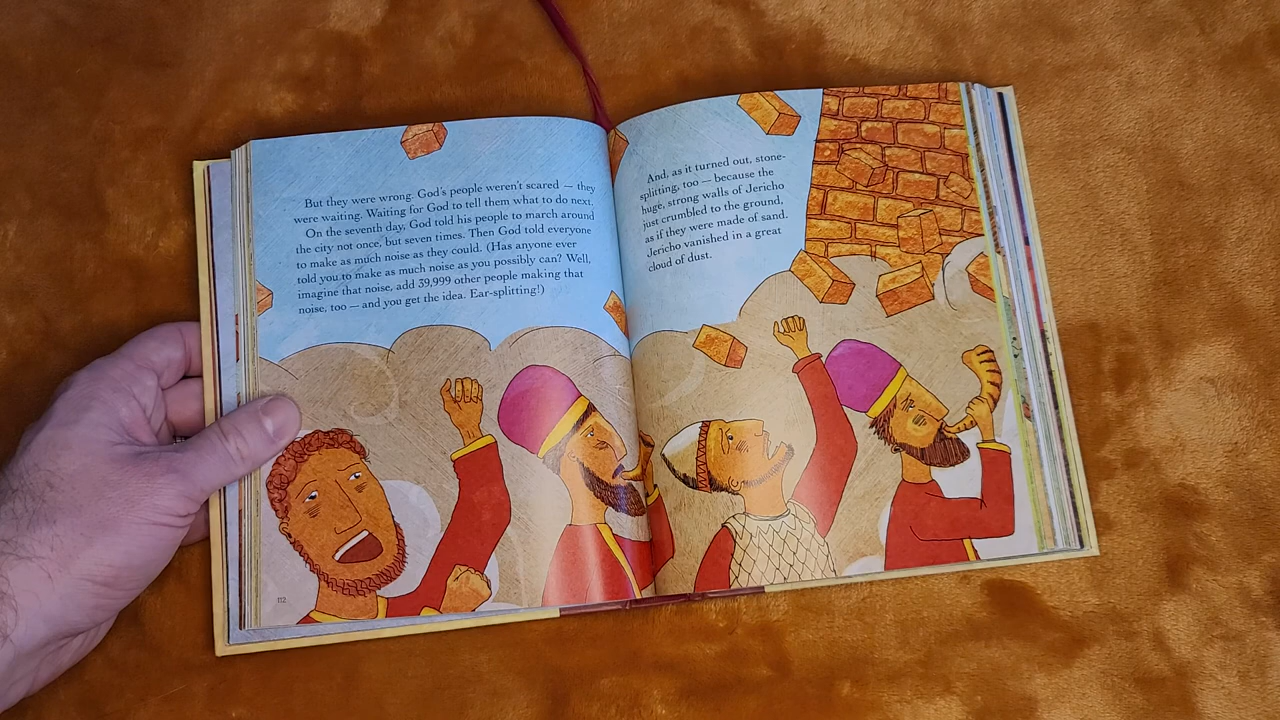 But they were wrong. God's people weren't scared — they
were waiting. Waiting for God to tell them what to do next.
On the seventh day, God told his people to march around
the city not once, but seven times. Then God told everyone
to make as much noise as they could. (Has anyone ever
told you to make as much noise as you possibly can? Well,
imagine that noise, add 39,999 other people making that
noise, too — and you get the idea. Ear-splitting!)
112
And, as it turned out, stone-
splitting, too — because the
huge, strong walls of Jericho
just crumbled to the ground,
as if they were made of sand.
Jericho vanished in a great
cloud of dust.